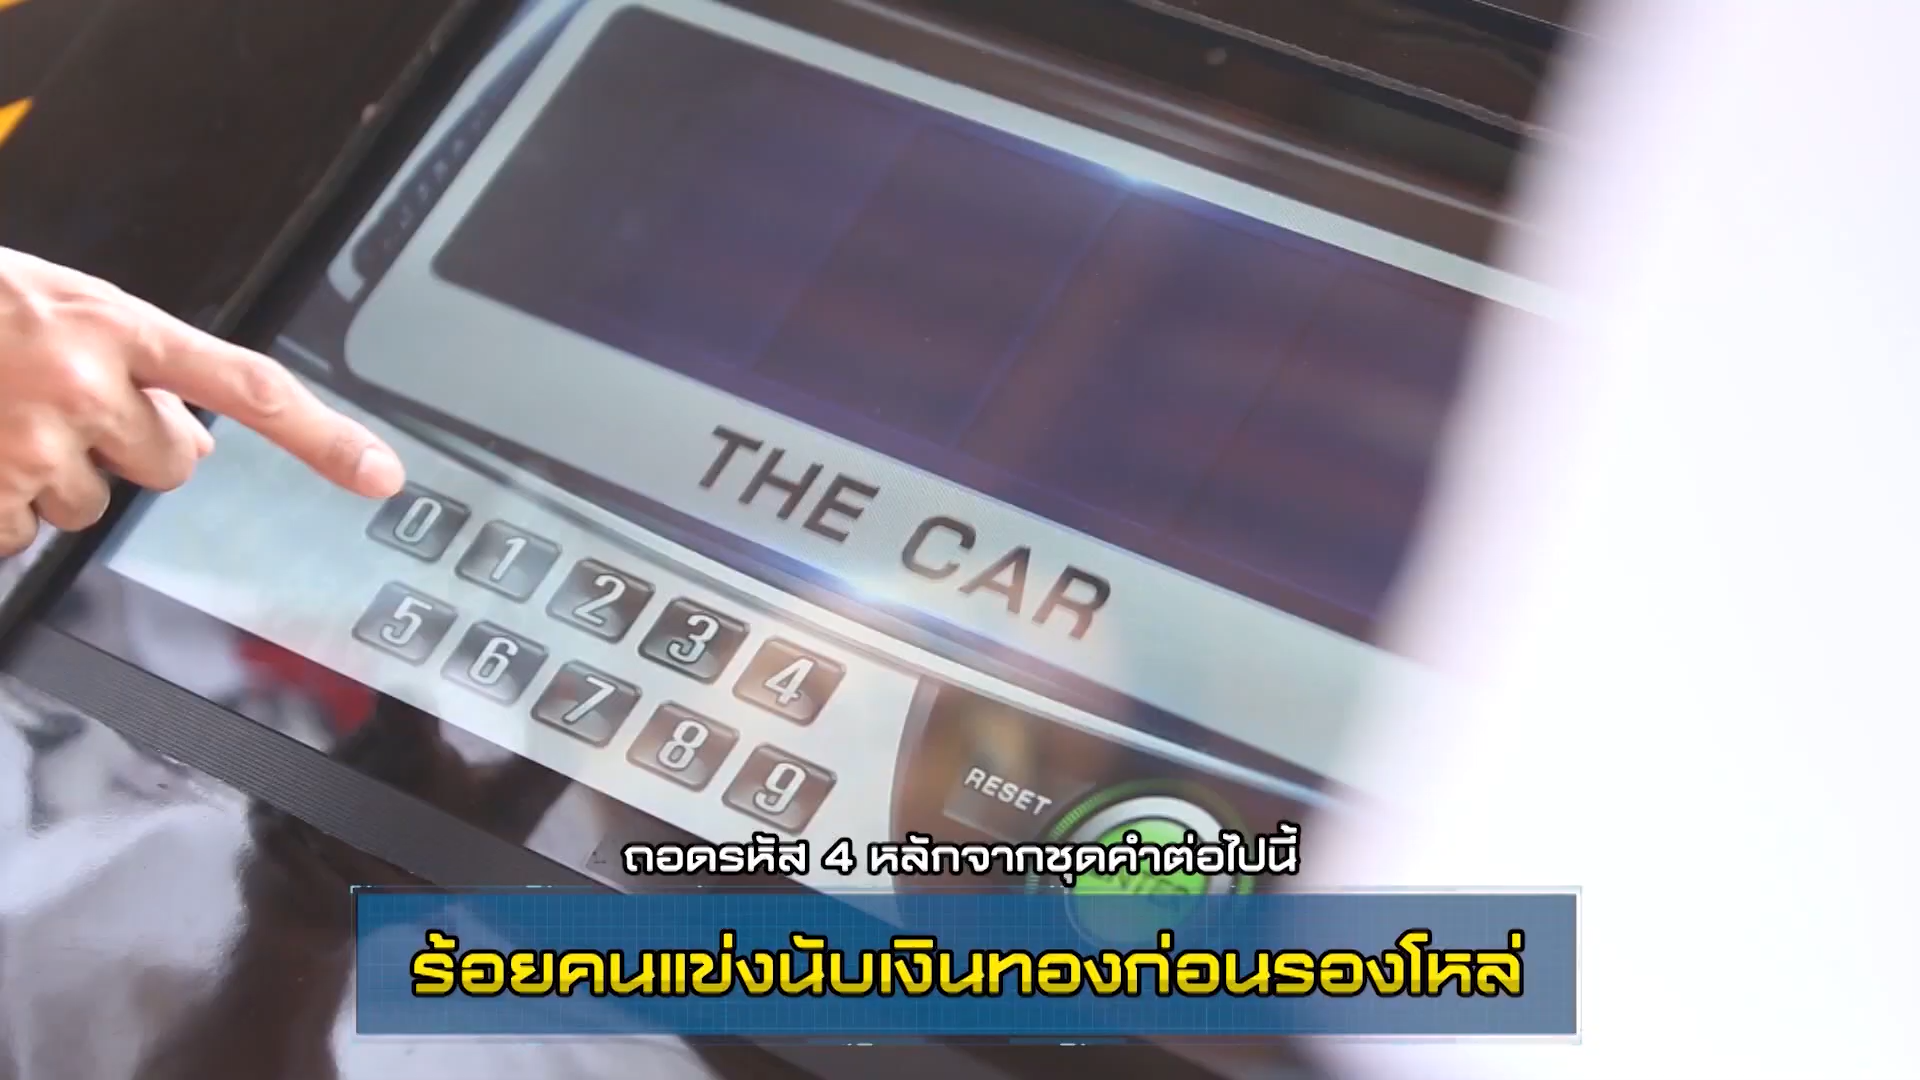 THE CAR
0 1 2 3 4
5 6 7 8 9
RESET
ENTER
ถอดรหัส 4 หลักจากชุดคำต่อไปนี้
ร้อยคนแข่งนับเงินทองก่อนรองโหล่